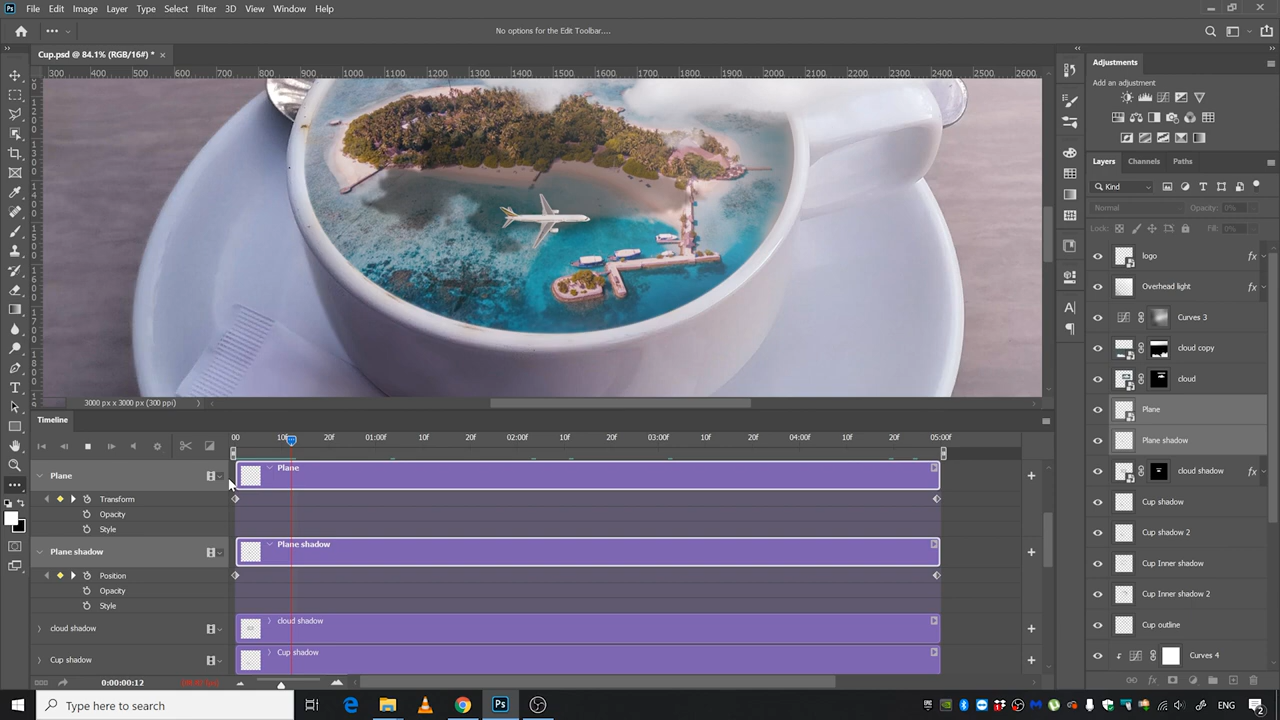 Ps File Edit Image Layer Type Select Filter 3D View Window Help
No options for the Edit Toolbar....
Cup.psd @ 84.1% (RGB/16#) *
300 400 500 600 700 800 900 1000 1100 1200 1300 1400 1500 1600 1700 1800 1900 2000 2100 2200 2300 2400 2500 2600
Adjustments
Add an adjustment
Layers Channels Paths
Kind
Normal Opacity: 0%
Lock: Fill: 0%
logo fx
Overhead light fx
Curves 3
cloud copy
cloud
Plane
Plane shadow
cloud shadow fx
Cup shadow
Cup shadow 2
Cup Inner shadow
Cup Inner shadow 2
Cup outline
Curves 4
3000 px x 3000 px (300 ppi)
Timeline
00 10f 20f 01:00f 10f 20f 02:00f 10f 20f 03:00f 10f 20f 04:00f 10f 20f 05:00f
Plane Plane
Transform
Opacity
Style
Plane shadow Plane shadow
Position
Opacity
Style
cloud shadow cloud shadow
Cup shadow Cup shadow
0:00:00:12
Type here to search
ENG